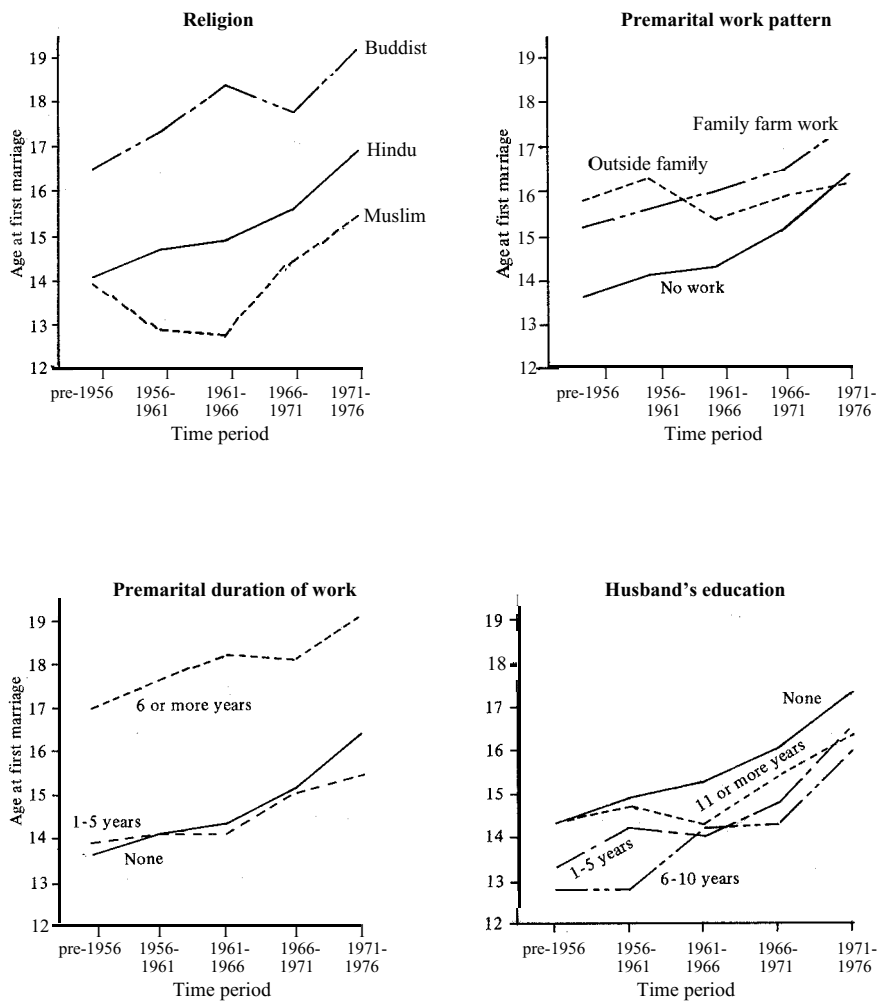 Religion
19
18
17
16
15
14
13
12
Age at first marriage
Buddist
Hindu
Muslim
pre-1956
1956-
1961
1961-
1966
1966-
1971
1971-
1976
Time period
Premarital work pattern
19
18
17
16
15
14
13
12
Age at first marriage
Family farm work
Outside family
No work
pre-1956
1956-
1961
1961-
1966
1966-
1971
1971-
1976
Time period
Premarital duration of work
19
18
17
16
15
14
13
12
Age at first marriage
6 or more years
1-5 years
None
pre-1956
1956-
1961
1961-
1966
1966-
1971
1971-
1976
Time period
Husband’s education
19
18
17
16
15
14
13
12
None
11 or more years
1-5 years
6-10 years
pre-1956
1956-
1961
1961-
1966
1966-
1971
1971-
1976
Time period